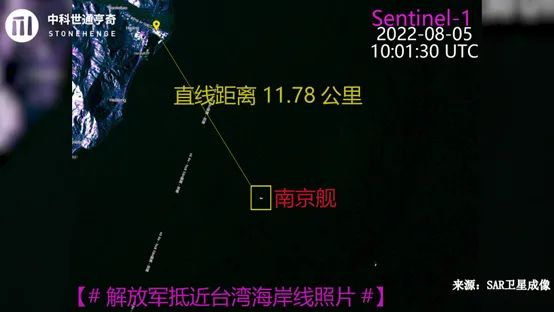 中科世通亨奇
STONEHENGE
Sentinel-1
2022-08-05
10:01:30 UTC
直线距离 11.78 公里
南京舰
来源：SAR卫星成像
【# 解放军抵近台湾海岸线照片 #】